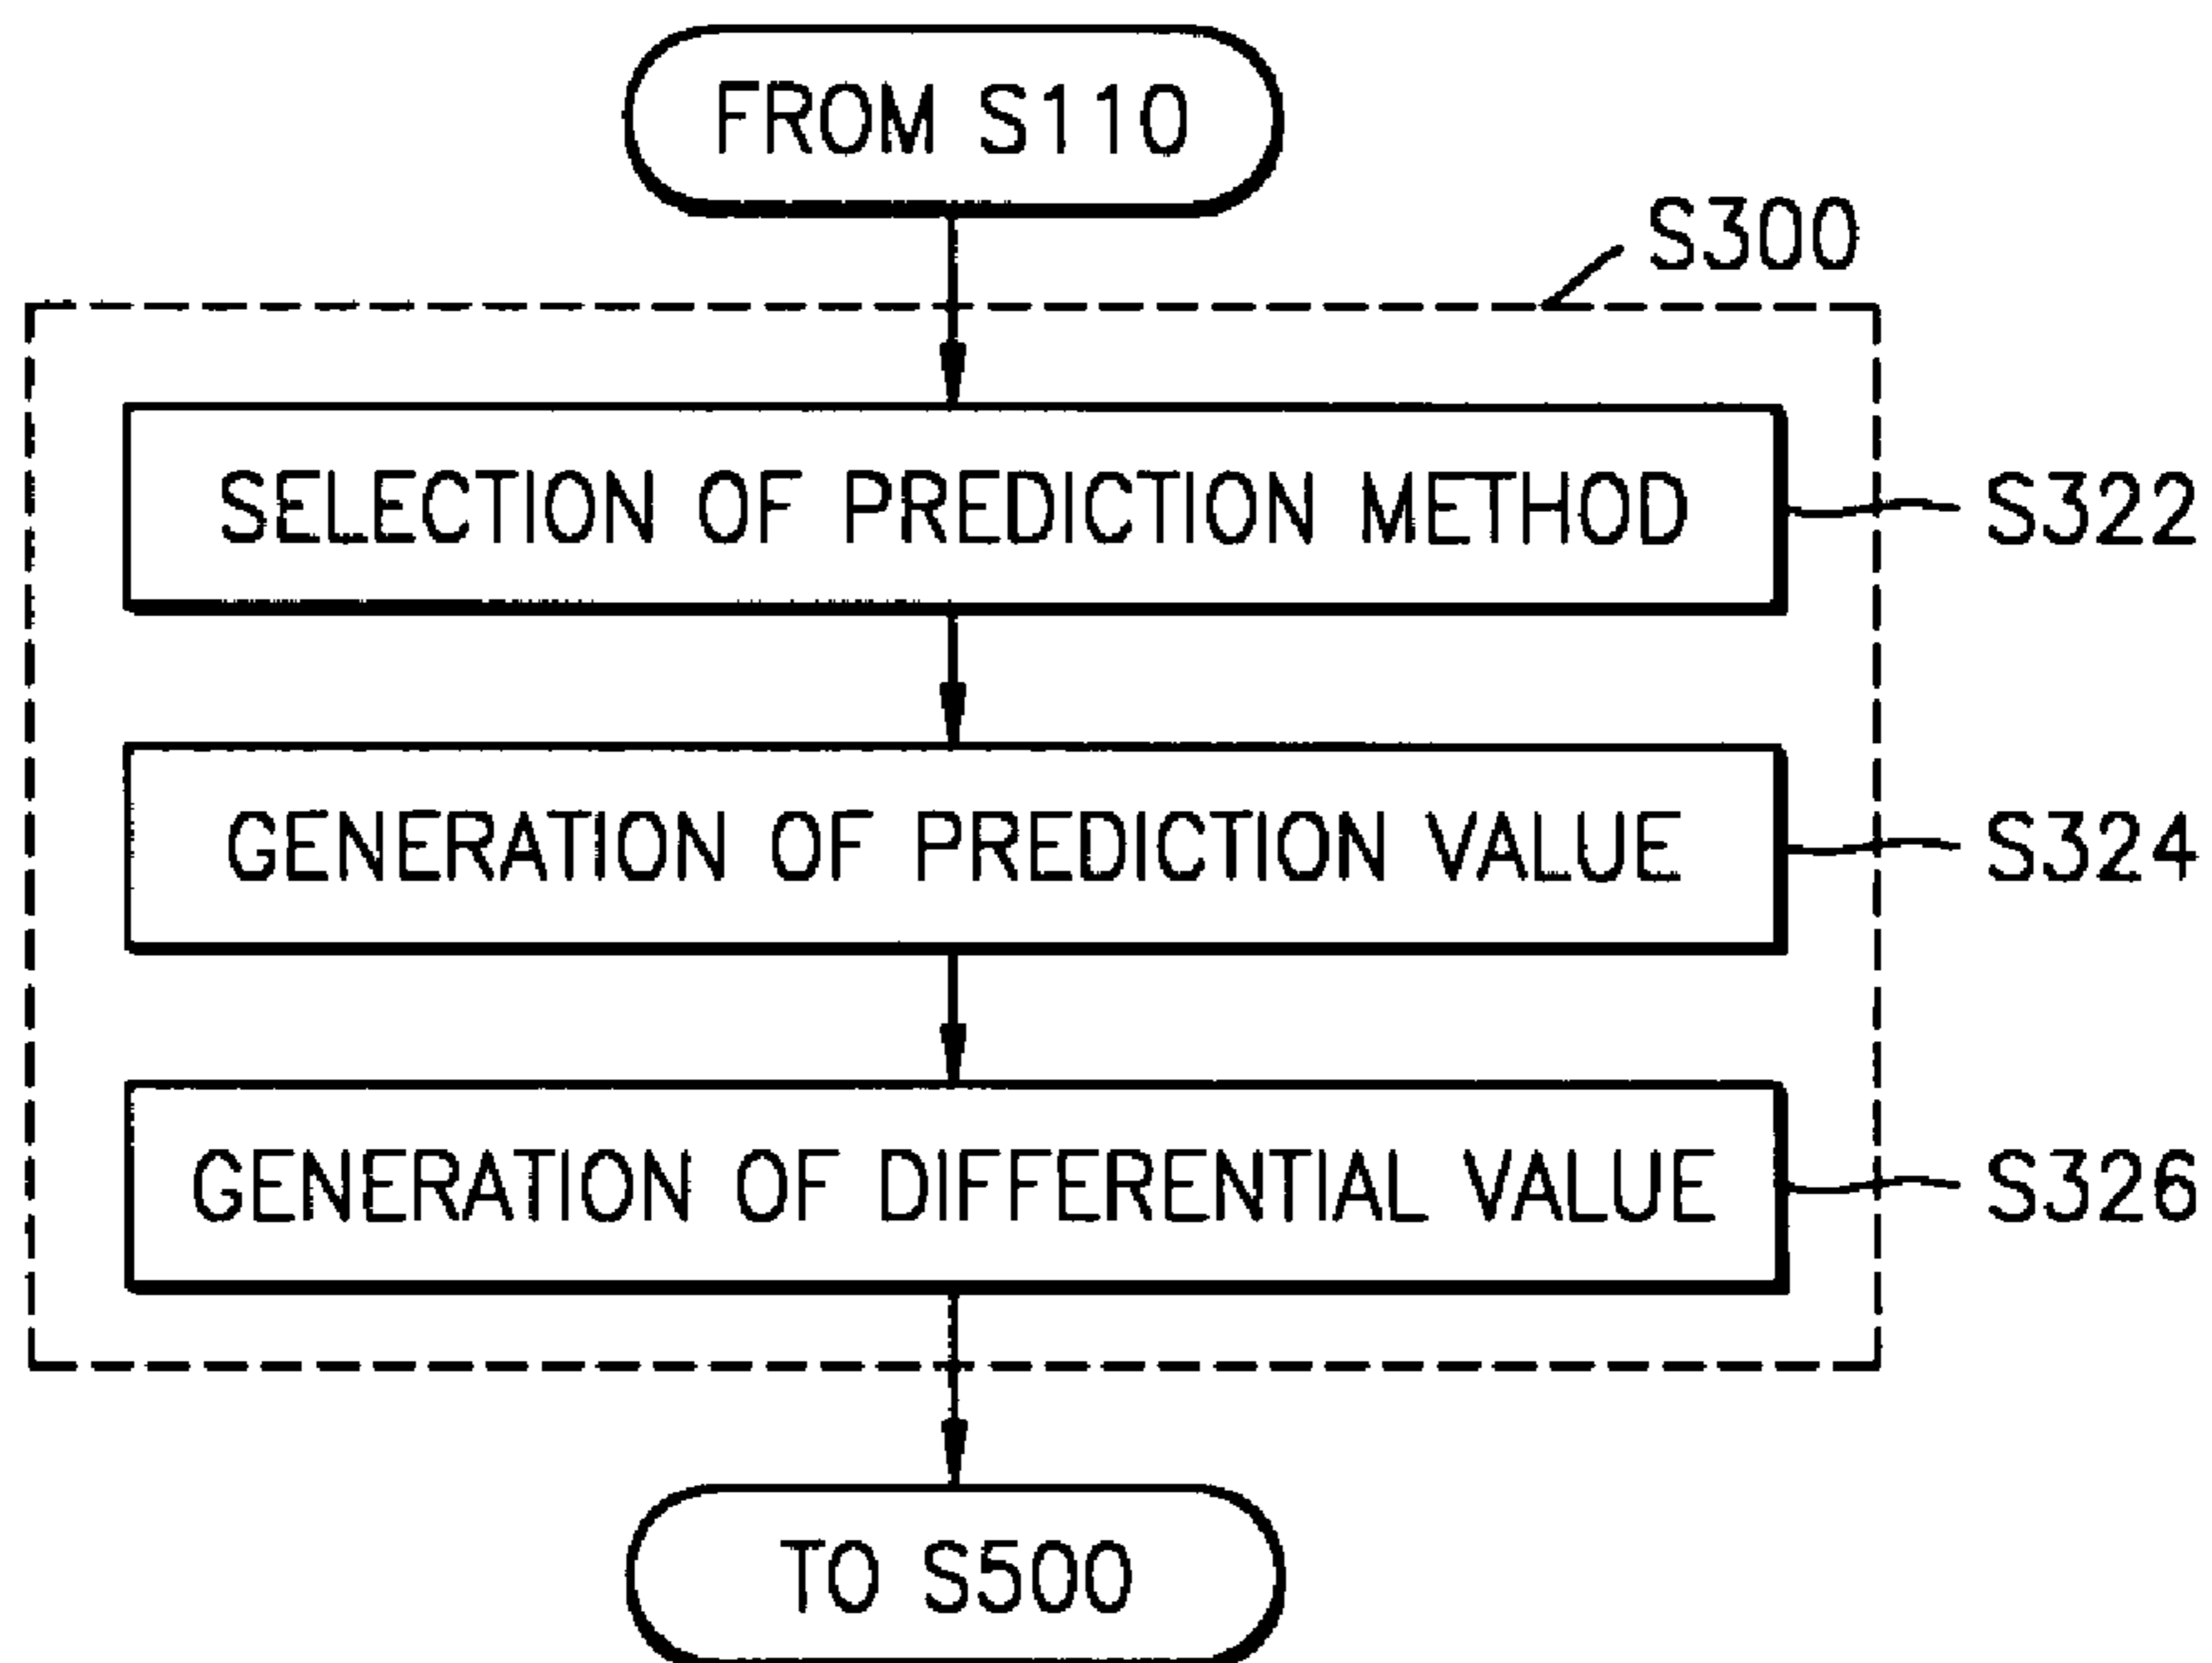 FROM S110
S300
SELECTION OF PREDICTION METHOD
S322
GENERATION OF PREDICTION VALUE
S324
GENERATION OF DIFFERENTIAL VALUE
S326
TO S500